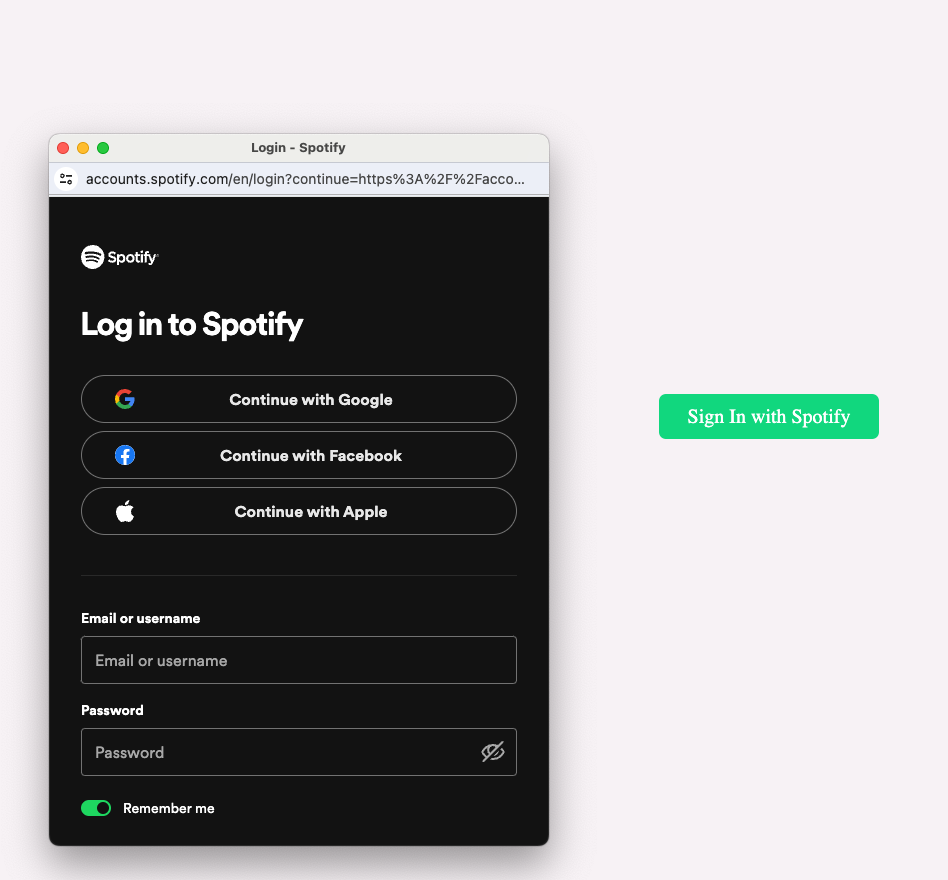 Login - Spotify
accounts.spotify.com/en/login?continue=https%3A%2F%2Facco...
Spotify
Log in to Spotify
Continue with Google
Continue with Facebook
Continue with Apple
Email or username
Email or username
Password
Password
Remember me
Sign In with Spotify